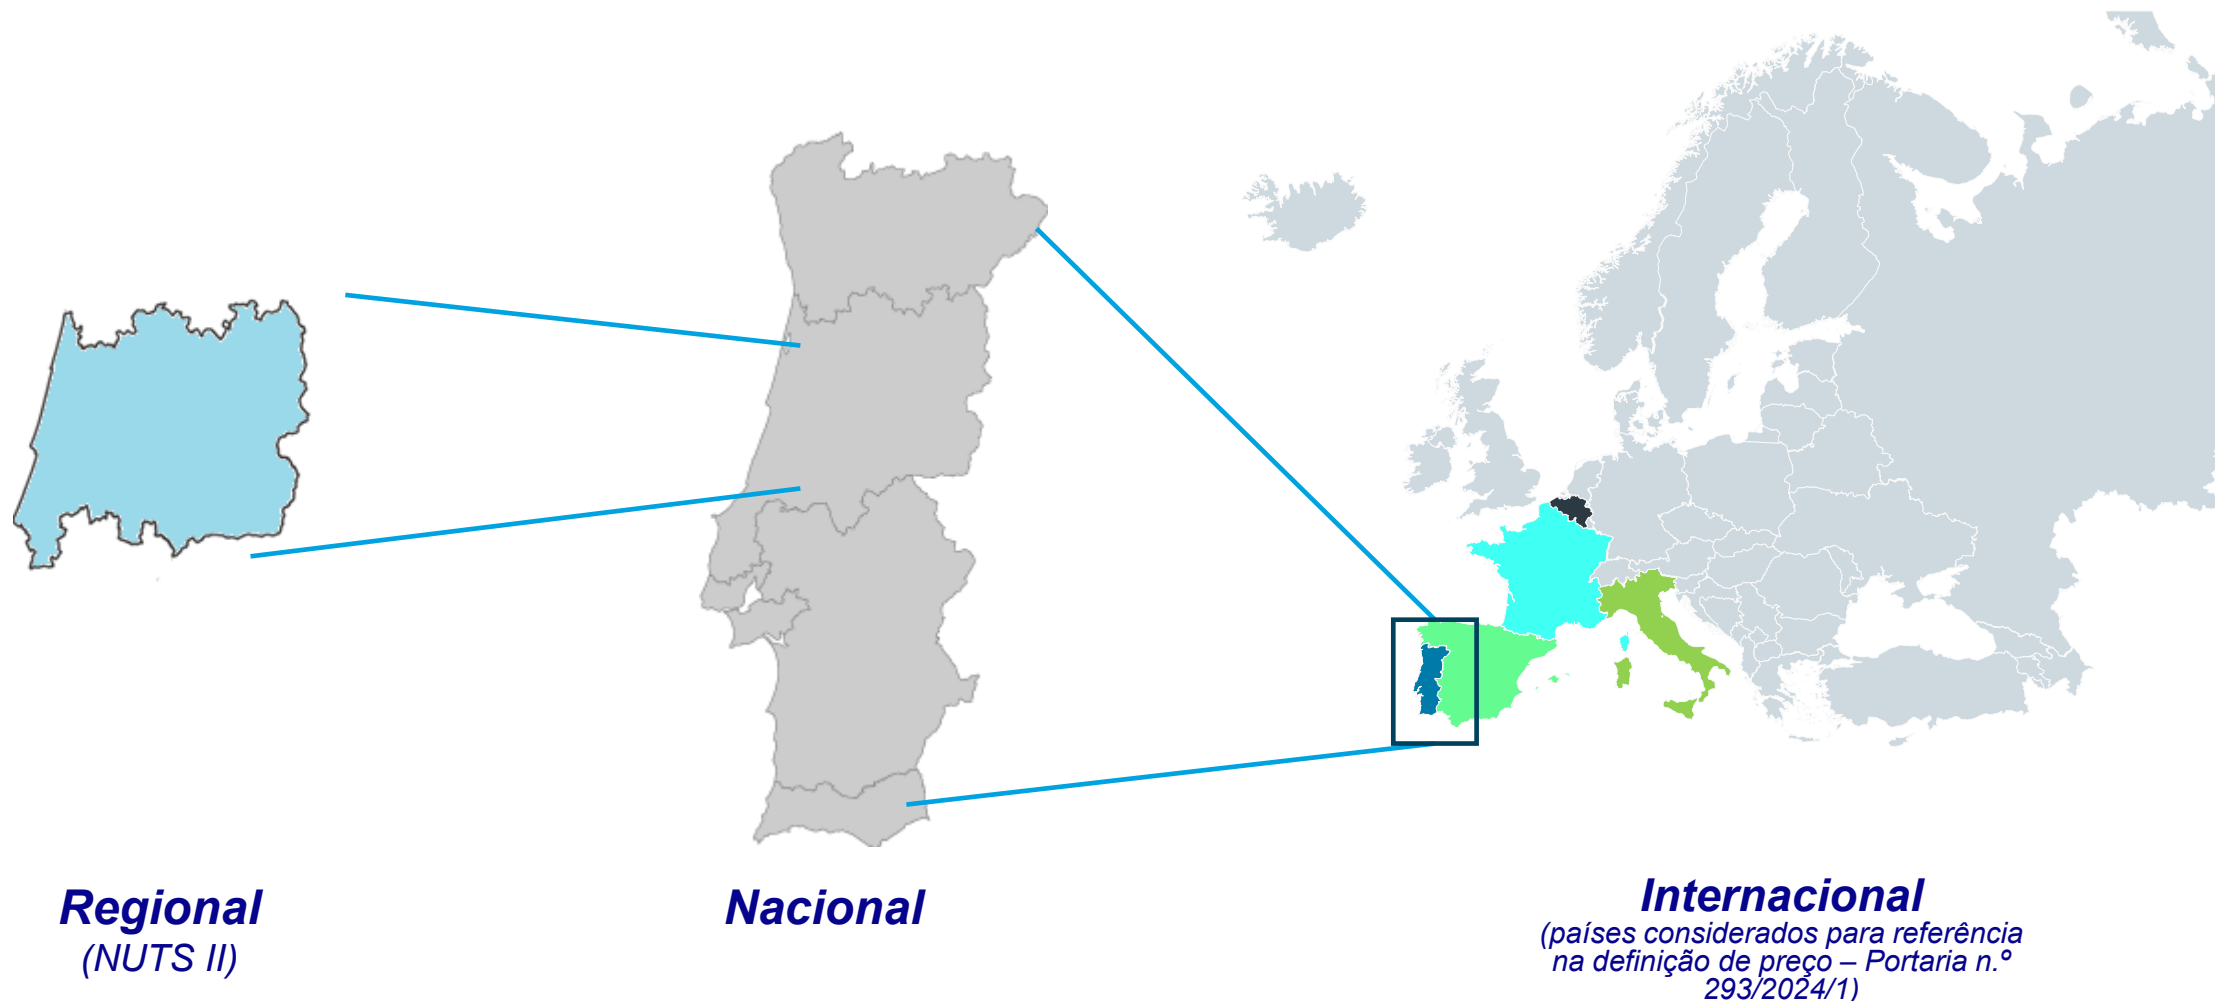 Regional
(NUTS II)
Nacional
Internacional
(países considerados para referência
na definição de preço – Portaria n.º
293/2024/1)